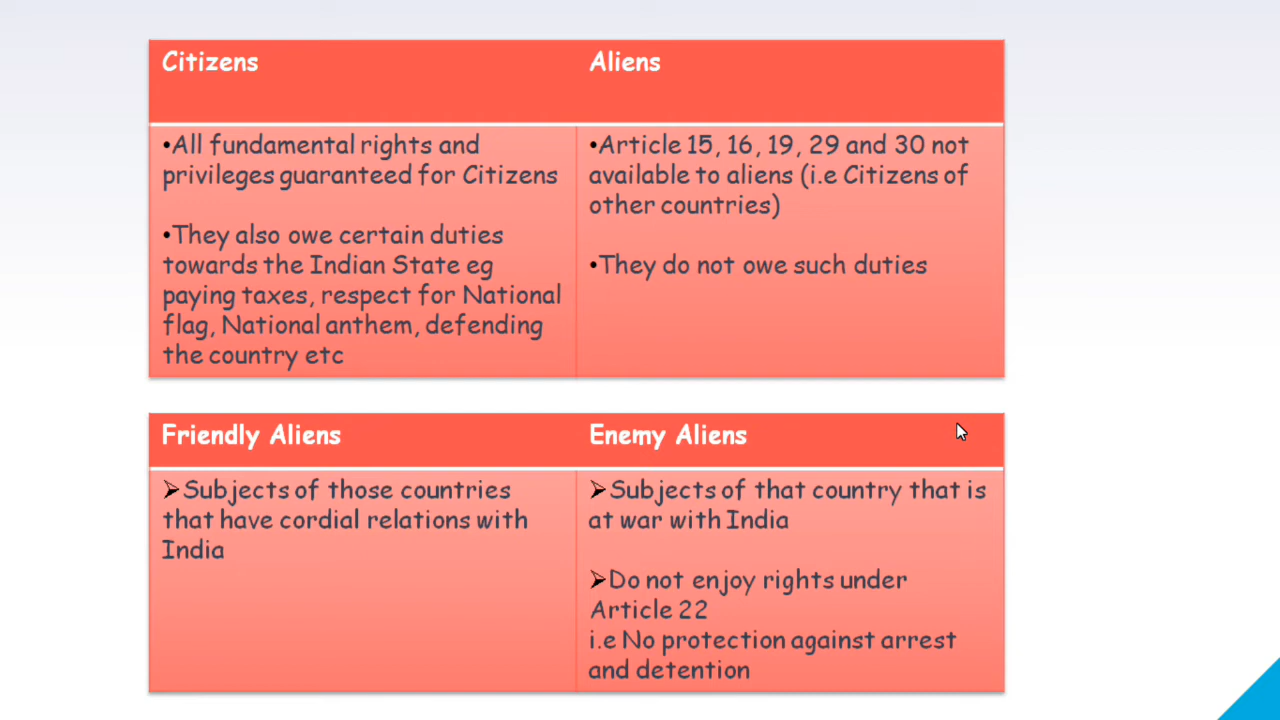 Citizens
Aliens
•All fundamental rights and
privileges guaranteed for Citizens
•They also owe certain duties
towards the Indian State eg
paying taxes, respect for National
flag, National anthem, defending
the country etc
•Article 15, 16, 19, 29 and 30 not
available to aliens (i.e Citizens of
other countries)
•They do not owe such duties
Friendly Aliens
Enemy Aliens
➢Subjects of those countries
that have cordial relations with
India
➢Subjects of that country that is
at war with India
➢Do not enjoy rights under
Article 22
i.e No protection against arrest
and detention